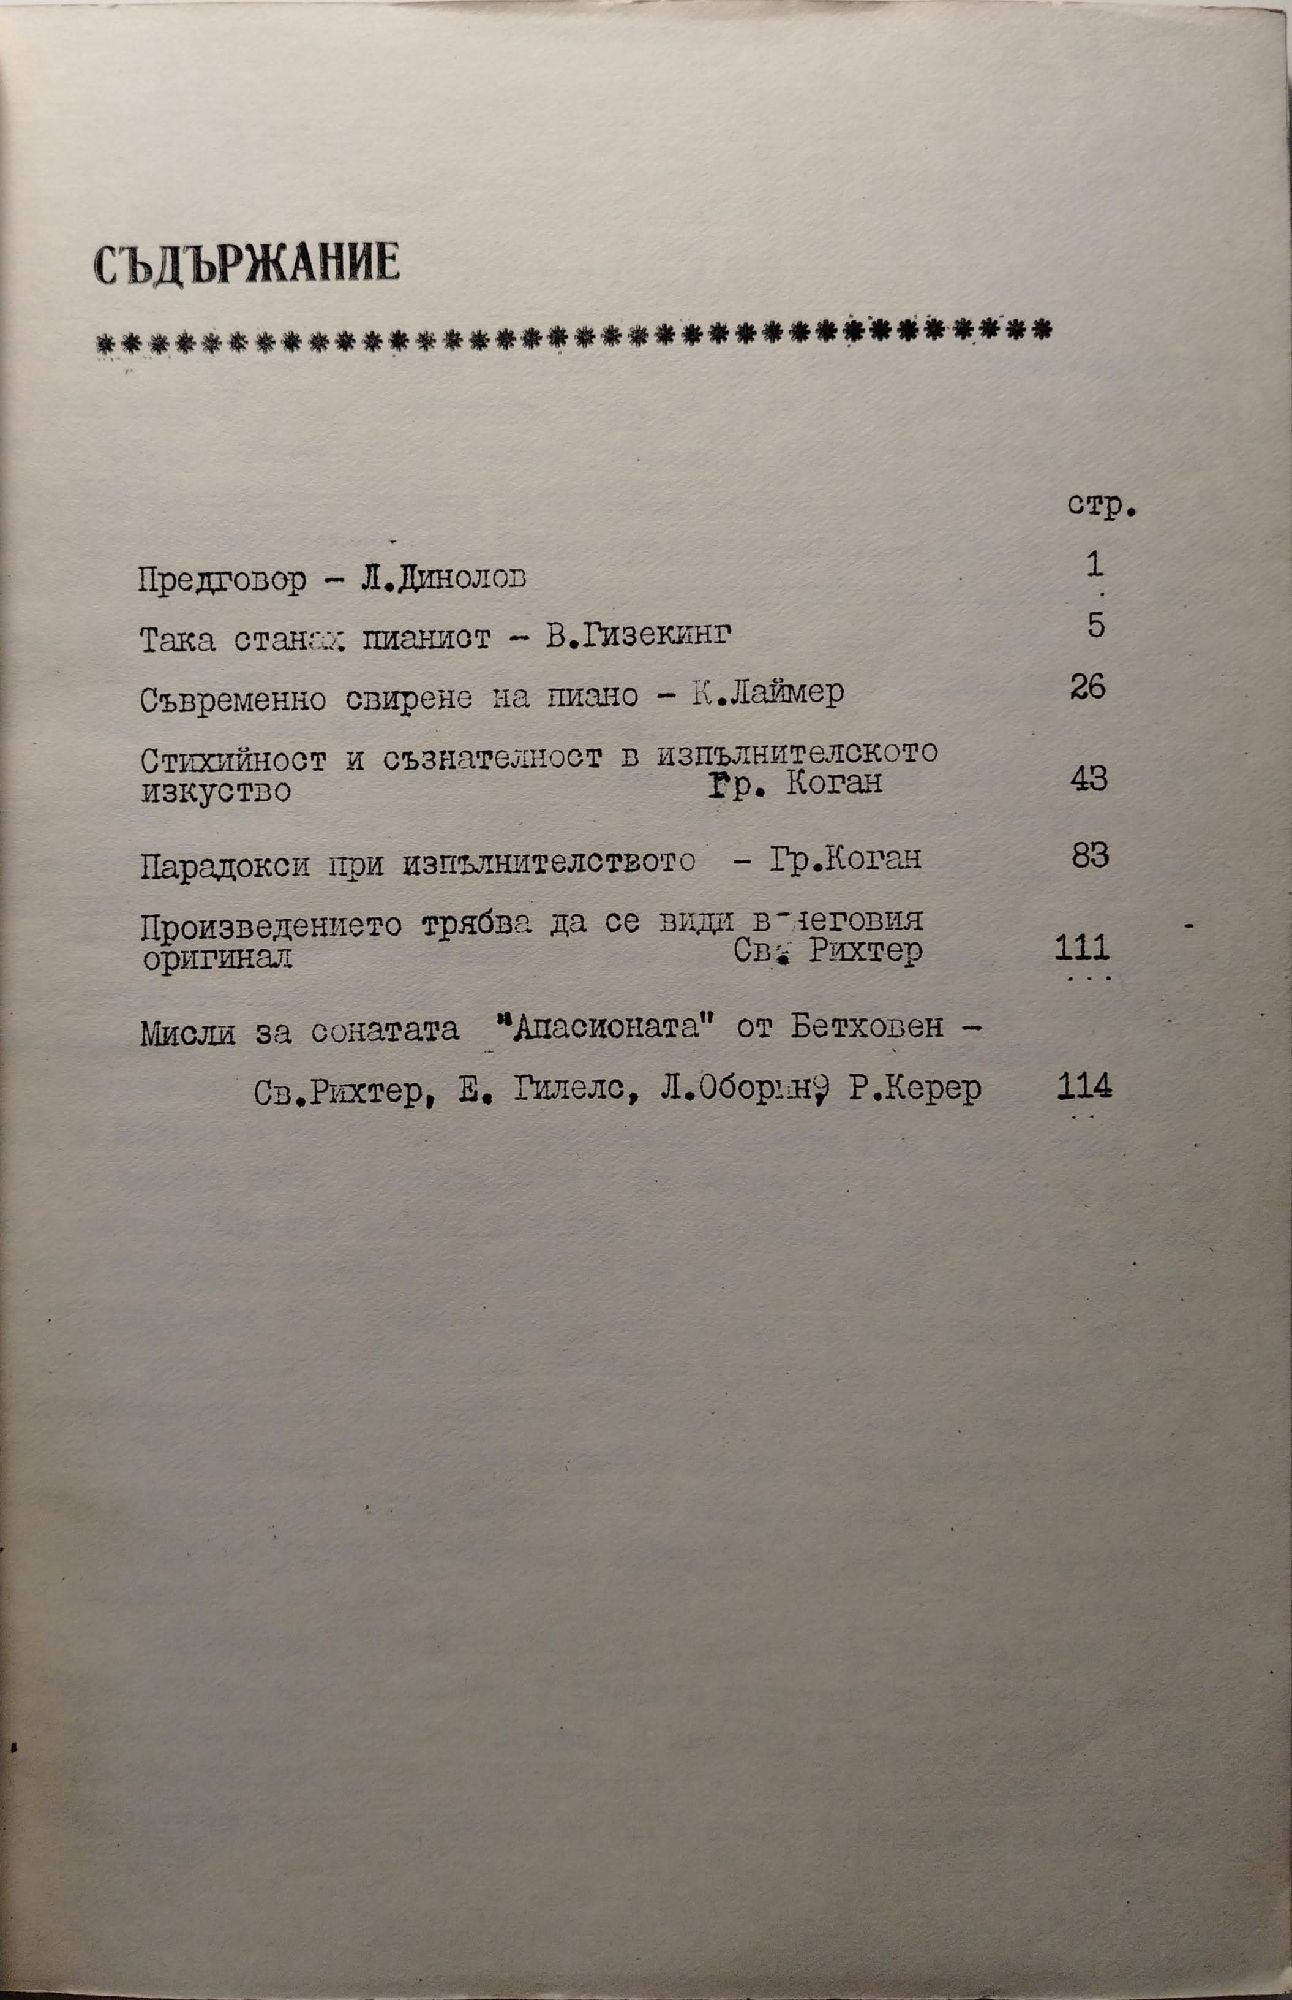 СЪДЪРЖАНИЕ
************************************
стр.
Предговор – Л.Динолов 1
Така станах пианист – В.Гизекинг 5
Съвременно свирене на пиано – К.Лаймер 26
Стихийност и съзнателност в изпълнителското
изкуство Гр. Коган 43
Парадокси при изпълнителството – Гр.Коган 83
Произведението трябва да се види в неговия
оригинал Св. Рихтер 111
Мисли за сонатата "Апасионата" от Бетховен –
Св.Рихтер, Е. Гилелс, Л.Оборин, Р.Керер 114